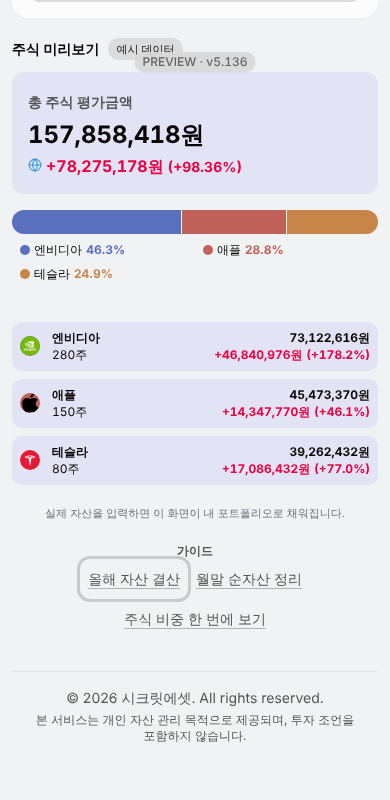 주식 미리보기 예시 데이터
PREVIEW · v5.136
총 주식 평가금액
157,858,418원
+78,275,178원 (+98.36%)
엔비디아 46.3%
애플 28.8%
테슬라 24.9%
엔비디아 73,122,616원
280주 +46,840,976원 (+178.2%)
애플 45,473,370원
150주 +14,347,770원 (+46.1%)
테슬라 39,262,432원
80주 +17,086,432원 (+77.0%)
실제 자산을 입력하면 이 화면이 내 포트폴리오로 채워집니다.
가이드
올해 자산 결산 월말 순자산 정리
주식 비중 한 번에 보기
© 2026 시크릿에셋. All rights reserved.
본 서비스는 개인 자산 관리 목적으로 제공되며, 투자 조언을
포함하지 않습니다.